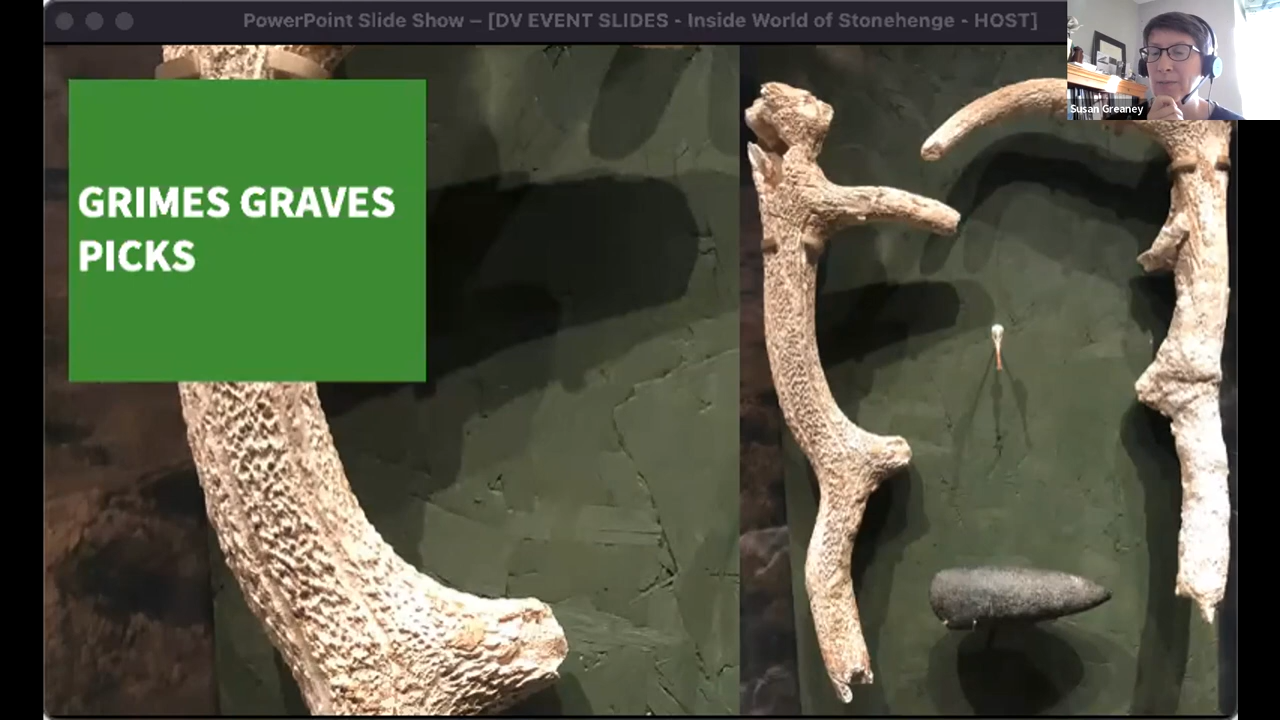 PowerPoint Slide Show – [DV EVENT SLIDES - Inside World of Stonehenge - HOST]
Susan Greaney
GRIMES GRAVES
PICKS